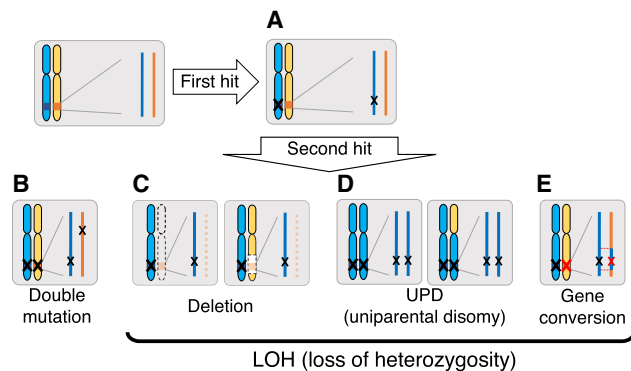 A
First hit
Second hit
B
C
D
E
Double
mutation
Deletion
UPD
(uniparental disomy)
Gene
conversion
LOH (loss of heterozygosity)